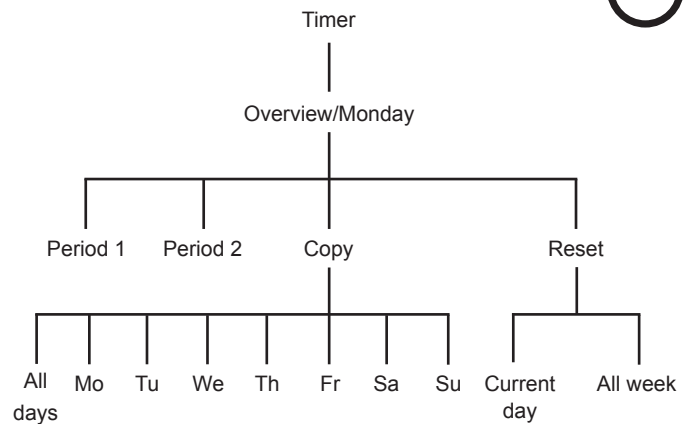 Timer
Overview/Monday
Period 1 Period 2 Copy Reset
All Mo Tu We Th Fr Sa Su Current All week
days day